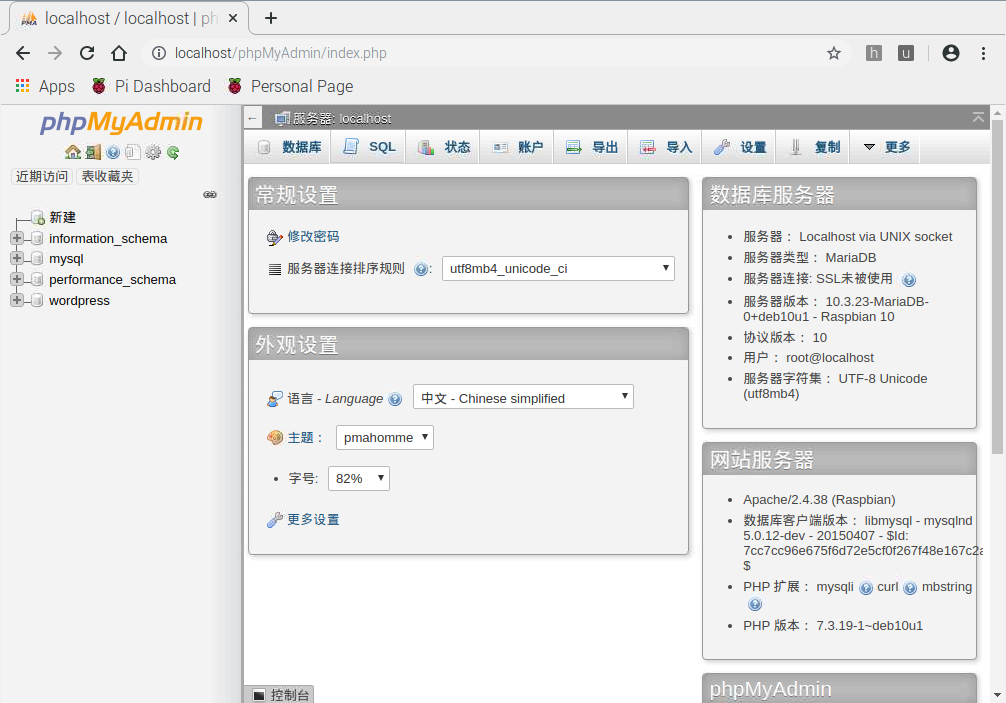 localhost / localhost | ph
localhost/phpMyAdmin/index.php
h
u
Apps
Pi Dashboard
Personal Page
phpMyAdmin
近期访问
表收藏夹
新建
information_schema
mysql
performance_schema
wordpress
服务器: localhost
数据库
SQL
状态
账户
导出
导入
设置
复制
更多
常规设置
修改密码
服务器连接排序规则 :
utf8mb4_unicode_ci
外观设置
语言 - Language
中文 - Chinese simplified
主题：
pmahomme
字号:
82%
更多设置
数据库服务器
服务器： Localhost via UNIX socket
服务器类型： MariaDB
服务器连接: SSL未被使用
服务器版本： 10.3.23-MariaDB-
0+deb10u1 - Raspbian 10
协议版本： 10
用户： root@localhost
服务器字符集： UTF-8 Unicode
(utf8mb4)
网站服务器
Apache/2.4.38 (Raspbian)
数据库客户端版本： libmysql - mysqlnd
5.0.12-dev - 20150407 - $Id:
7cc7cc96e675f6d72e5cf0f267f48e167c2a
$
PHP 扩展： mysqli curl mbstring
PHP 版本： 7.3.19-1~deb10u1
phpMyAdmin
控制台